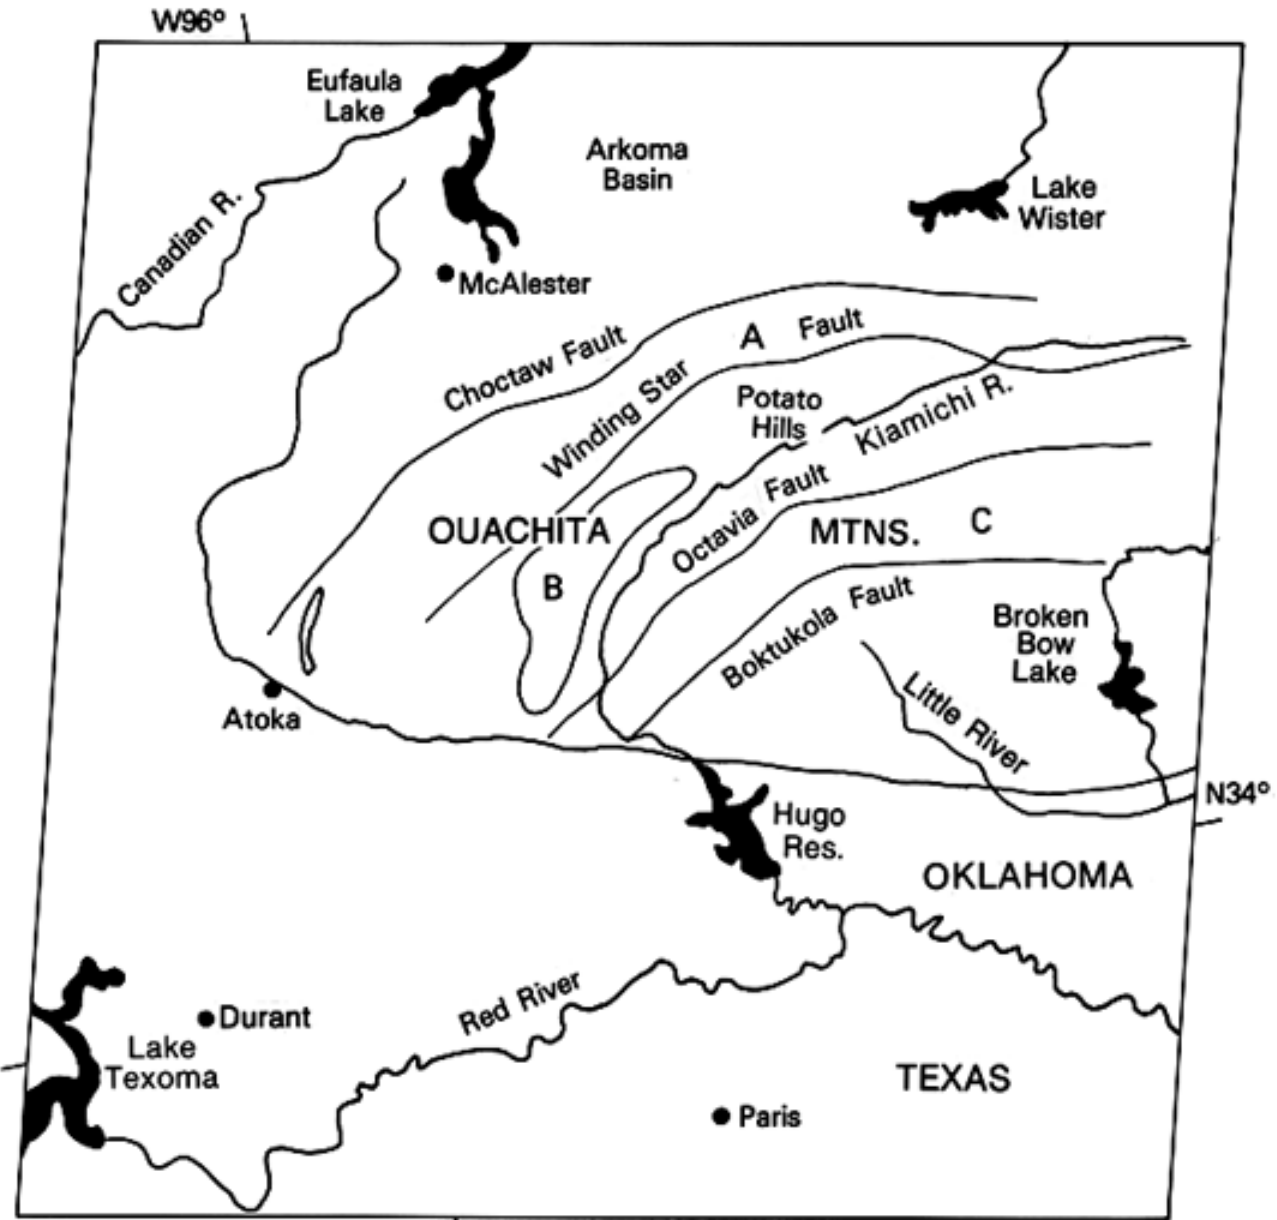 W96°
Eufaula
Lake
Arkoma
Basin
Lake
Wister
Canadian R.
McAlester
Choctaw Fault
A Fault
Winding Star
Potato
Hills
Kiamichi R.
Octavia Fault
OUACHITA
MTNS.
C
B
Boktukola Fault
Broken
Bow
Lake
Atoka
Little River
N34°
Hugo
Res.
OKLAHOMA
Red River
Durant
Lake
Texoma
TEXAS
Paris